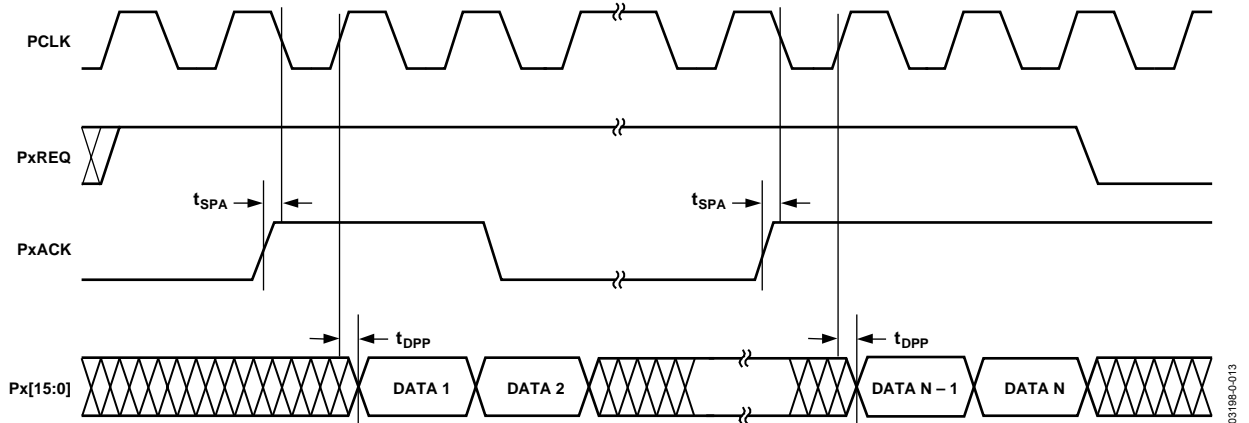 PCLK
PxREQ
tSPA
tSPA
PxACK
tDPP
tDPP
Px[15:0]
DATA 1
DATA 2
DATA N – 1
DATA N
03198-0-013